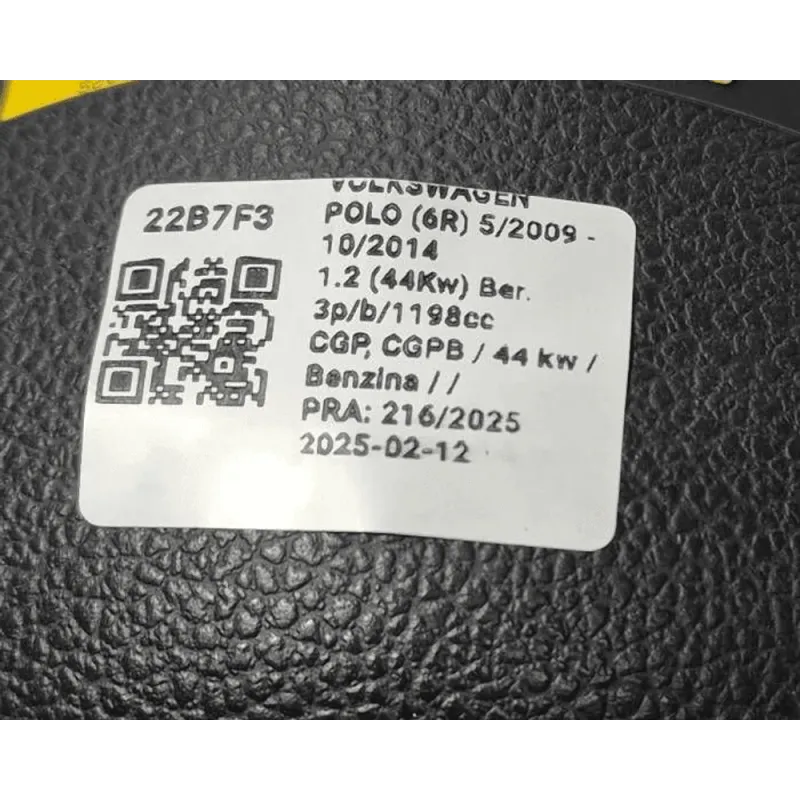 22B7F3
VOLKSWAGEN
POLO (6R) 5/2009 -
10/2014
1.2 (44Kw) Ber.
3p/b/1198cc
CGP, CGPB / 44 kw /
Benzina / /
PRA: 216/2025
2025-02-12